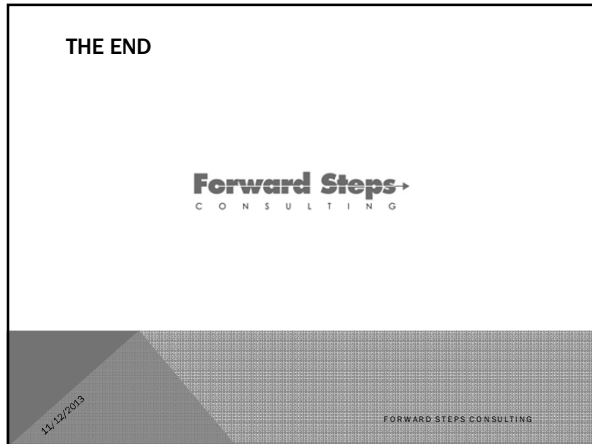 THE END
Forward Steps
CONSULTING
11/12/2013
FORWARD STEPS CONSULTING